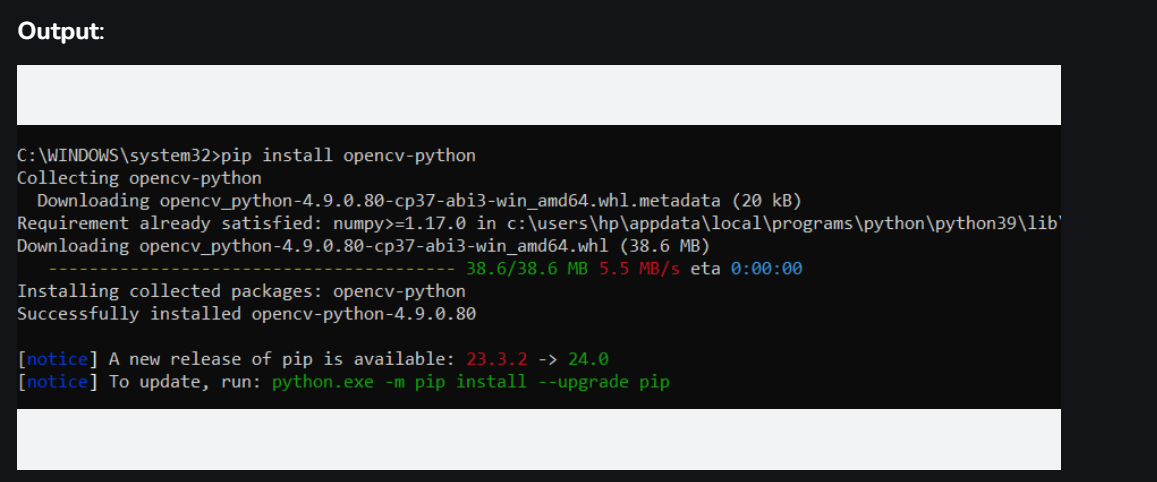 Output:
C:\WINDOWS\system32>pip install opencv-python
Collecting opencv-python
  Downloading opencv_python-4.9.0.80-cp37-abi3-win_amd64.whl.metadata (20 kB)
Requirement already satisfied: numpy>=1.17.0 in c:\users\hp\appdata\local\programs\python\python39\lib\
Downloading opencv_python-4.9.0.80-cp37-abi3-win_amd64.whl (38.6 MB)
   ---------------------------------------- 38.6/38.6 MB 5.5 MB/s eta 0:00:00
Installing collected packages: opencv-python
Successfully installed opencv-python-4.9.0.80
[notice] A new release of pip is available: 23.3.2 -> 24.0
[notice] To update, run: python.exe -m pip install --upgrade pip